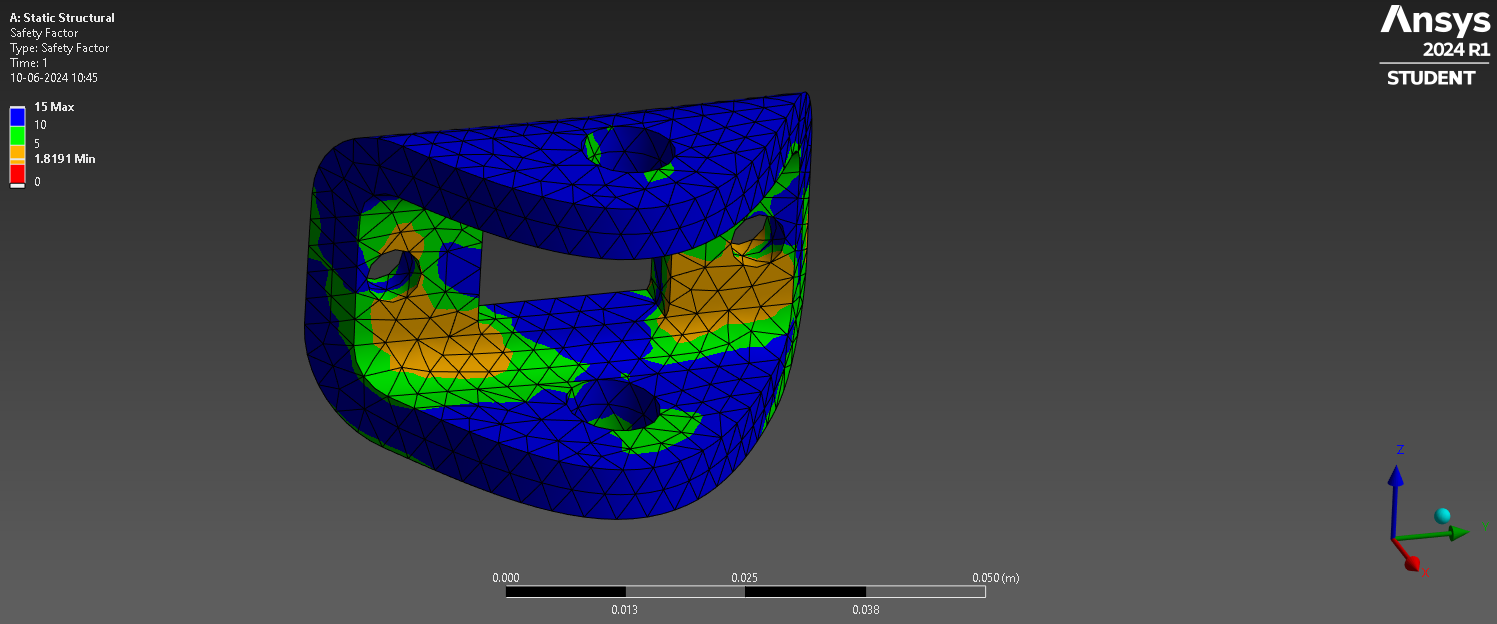 A: Static Structural
Safety Factor
Type: Safety Factor
Time: 1
10-06-2024 10:45
15 Max
10
5
1.8191 Min
0
Ansys
2024 R1
STUDENT
Z
Y
X
0.000
0.025
0.050 (m)
0.013
0.038